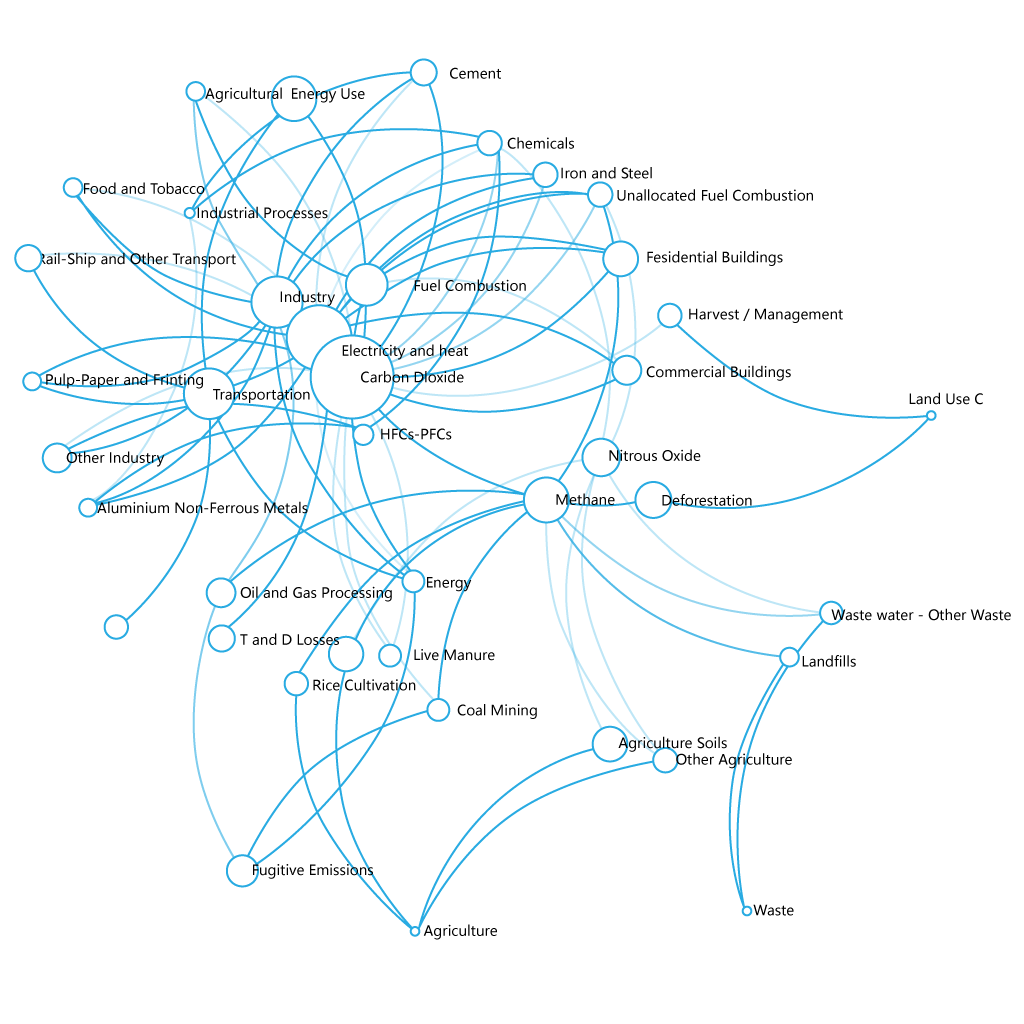 Cement
Agricultural  Energy Use
Chemicals
Iron and Steel
Food and Tobacco
Unallocated Fuel Combustion
Industrial Processes
Rail-Ship and Other Transport
Fesidential Buildings
Fuel Combustion
Industry
Harvest / Management
Electricity and heat
Commercial Buildings
Carbon DIoxide
Pulp-Paper and Frinting
Transportation
Land Use C
HFCs-PFCs
Other Industry
Nitrous Oxide
Methane
Deforestation
Aluminium Non-Ferrous Metals
Energy
Oil and Gas Processing
Waste water - Other Waste
T and D Losses
Live Manure
Landfills
Rice Cultivation
Coal Mining
Agriculture Soils
Other Agriculture
Fugitive Emissions
Waste
Agriculture